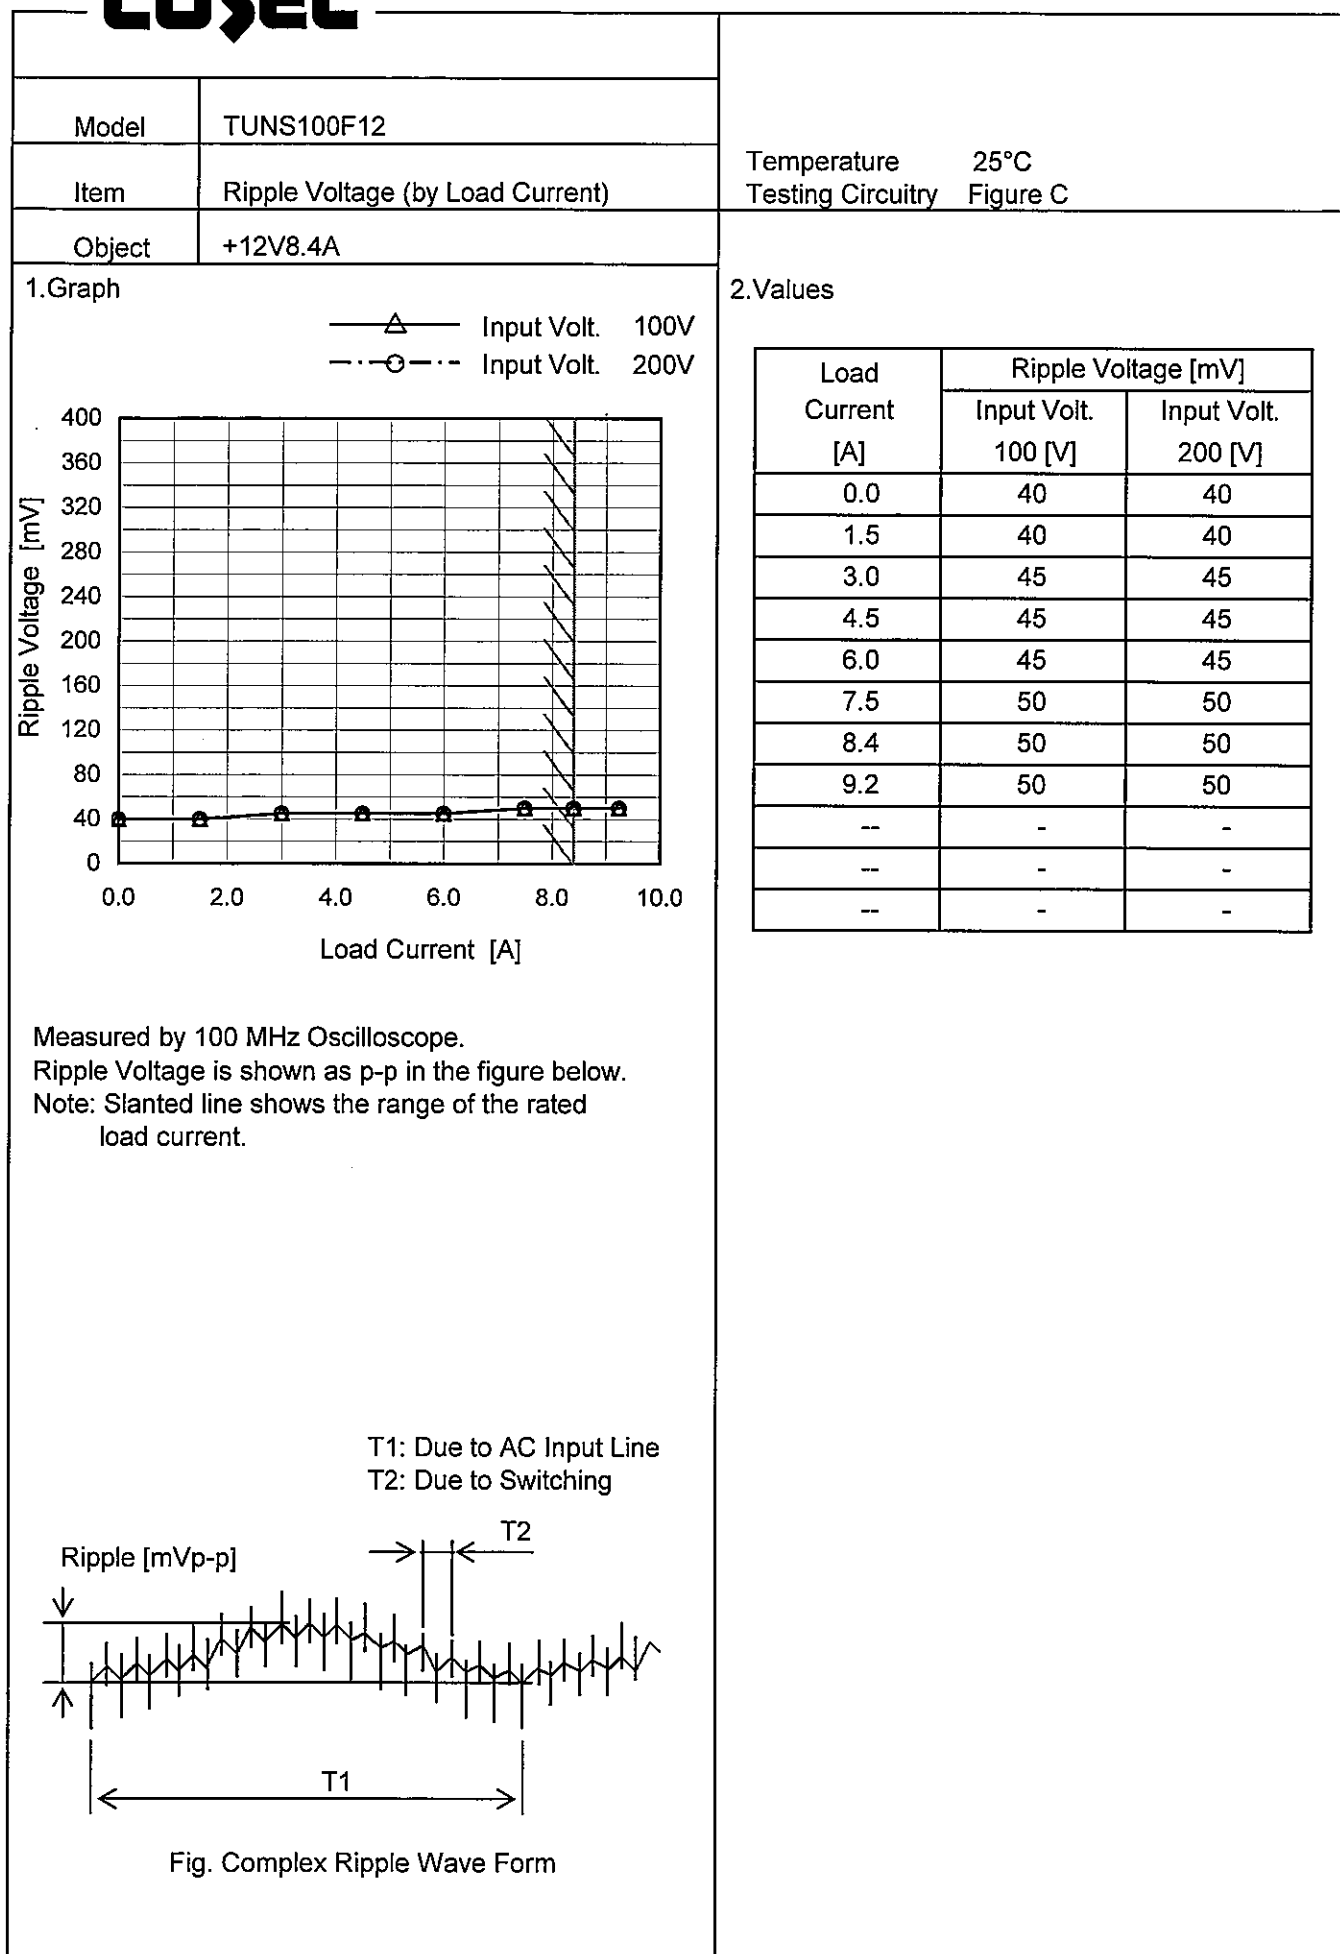 COSEL
Model TUNS100F12
Item Ripple Voltage (by Load Current)
Object +12V8.4A
Temperature 25°C
Testing Circuitry Figure C
1.Graph
Input Volt. 100V
Input Volt. 200V
Ripple Voltage [mV]
400
360
320
280
240
200
160
120
80
40
0
0.0 2.0 4.0 6.0 8.0 10.0
Load Current [A]
Measured by 100 MHz Oscilloscope.
Ripple Voltage is shown as p-p in the figure below.
Note: Slanted line shows the range of the rated
load current.
T1: Due to AC Input Line
T2: Due to Switching
T2
Ripple [mVp-p]
T1
Fig. Complex Ripple Wave Form
2.Values
Load Ripple Voltage [mV]
Current Input Volt. Input Volt.
[A] 100 [V] 200 [V]
0.0 40 40
1.5 40 40
3.0 45 45
4.5 45 45
6.0 45 45
7.5 50 50
8.4 50 50
9.2 50 50
-- - -
-- - -
-- - -